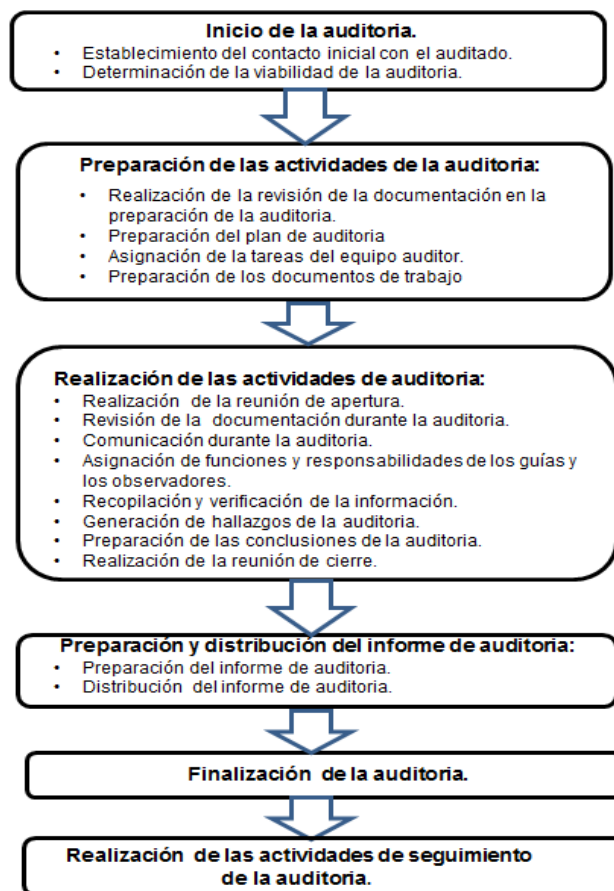 Inicio de la auditoria.
• Establecimiento del contacto inicial con el auditado.
• Determinación de la viabilidad de la auditoria.
Preparación de las actividades de la auditoria:
• Realización de la revisión de la documentación en la
preparación de la auditoria.
• Preparación del plan de auditoria
• Asignación de la tareas del equipo auditor.
• Preparación de los documentos de trabajo
Realización de las actividades de auditoria:
• Realización de la reunión de apertura.
• Revisión de la documentación durante la auditoria.
• Comunicación durante la auditoria.
• Asignación de funciones y responsabilidades de los guías y
los observadores.
• Recopilación y verificación de la información.
• Generación de hallazgos de la auditoria.
• Preparación de las conclusiones de la auditoria.
• Realización de la reunión de cierre.
Preparación y distribución del informe de auditoria:
• Preparación del informe de auditoria.
• Distribución del informe de auditoria.
Finalización de la auditoria.
Realización de las actividades de seguimiento
de la auditoria.